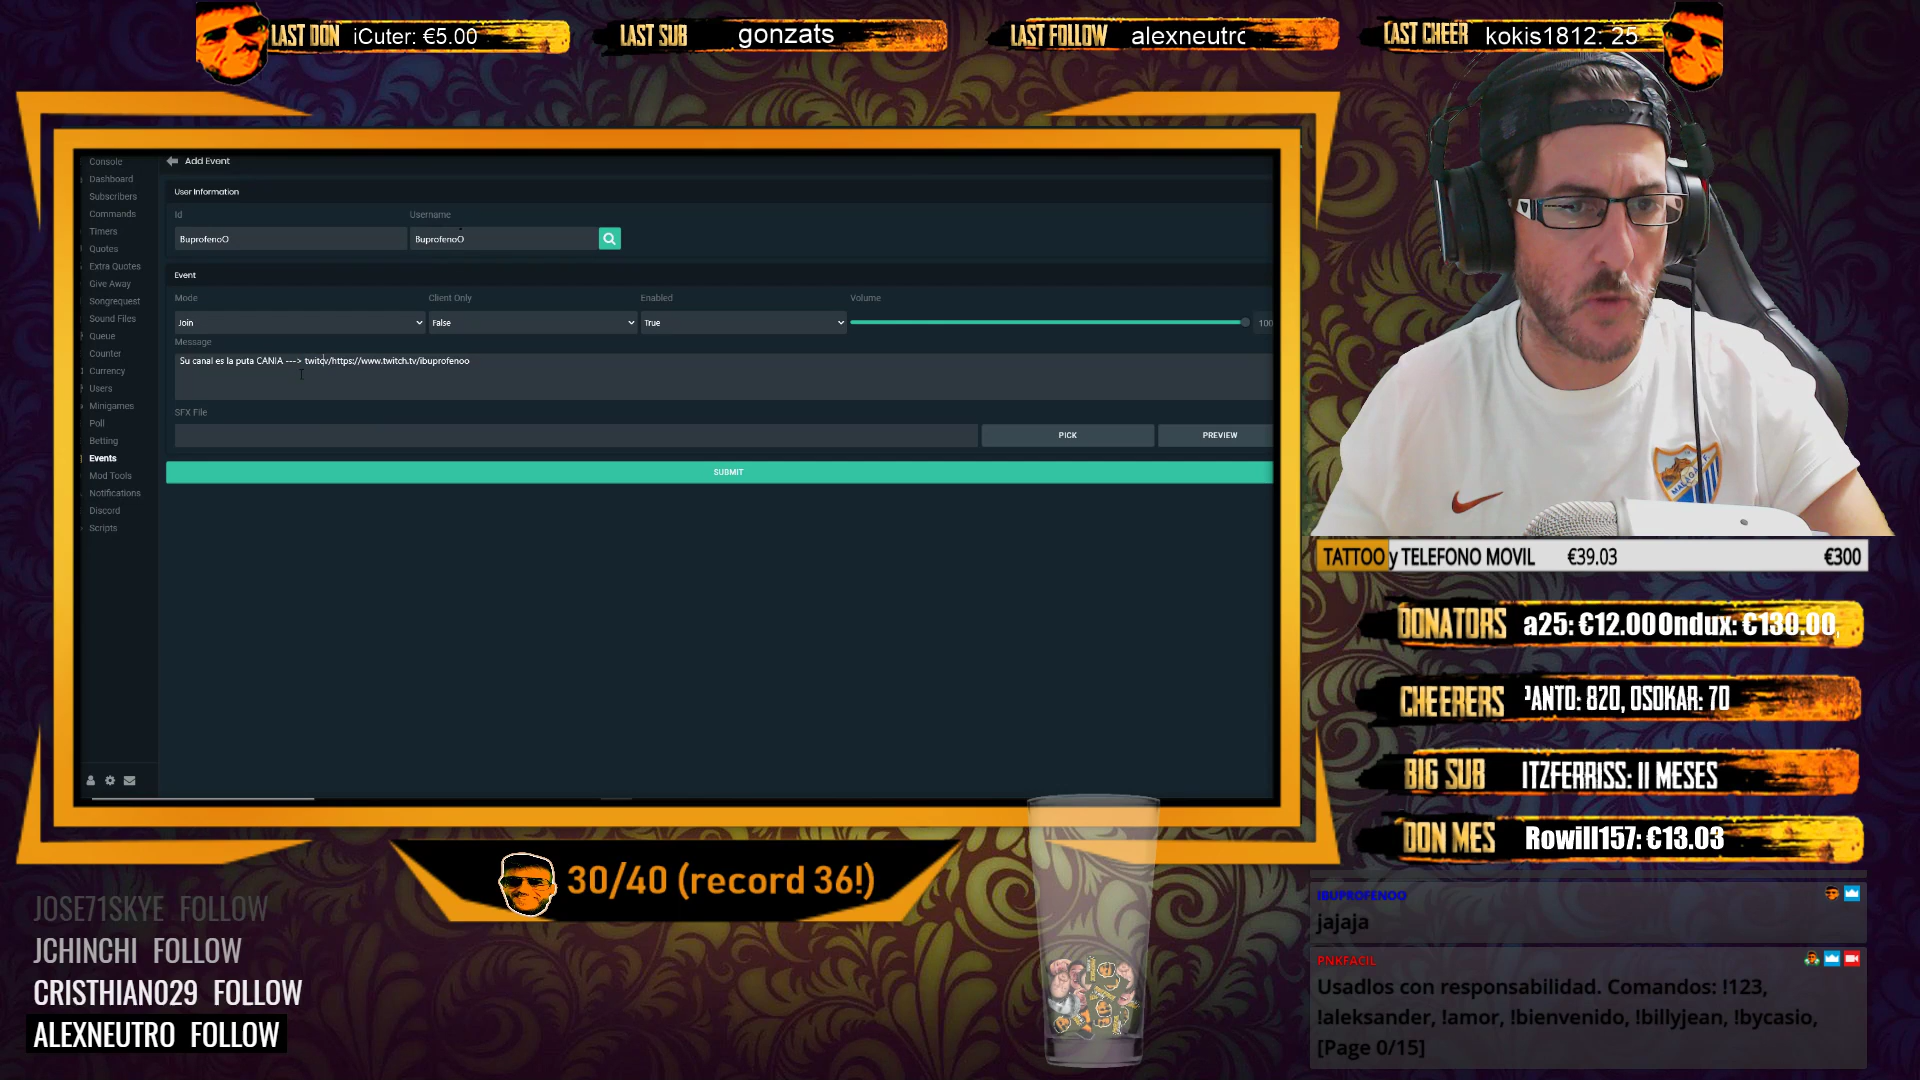 LAST DON iCuter: €5.00
LAST SUB gonzats
LAST FOLLOW alexneutro
LAST CHEER kokis1812: 25
Console
Dashboard
Subscribers
Commands
Timers
Quotes
Extra Quotes
Give Away
Songrequest
Sound Files
Queue
Counter
Currency
Users
Minigames
Poll
Betting
Events
Mod Tools
Notifications
Discord
Scripts
Add Event
User Information
Id
Username
BuprofenoO
BuprofenoO
Event
Mode
Client Only
Enabled
Volume
Join
False
True
100
Message
Su canal es la puta CANIA ---> twitcv/https://www.twitch.tv/ibuprofenoo
SFX File
PICK
PREVIEW
SUBMIT
TATTOO y TELEFONO MOVIL €39.03 €300
DONATORS a25: €12.00 Ondux: €130.00,
CHEERERS PANTO: 820, OSOKAR: 70
BIG SUB ITZFERRISS: 11 MESES
DON MES Rowill157: €13.03
30/40 (record 36!)
JOSE71SKYE FOLLOW
JCHINCHI FOLLOW
CRISTHIANO29 FOLLOW
ALEXNEUTRO FOLLOW
IBUPROFENOO
jajaja
PNKFACIL
Usadlos con responsabilidad. Comandos: !123,
!aleksander, !amor, !bienvenido, !billyjean, !bycasio,
[Page 0/15]